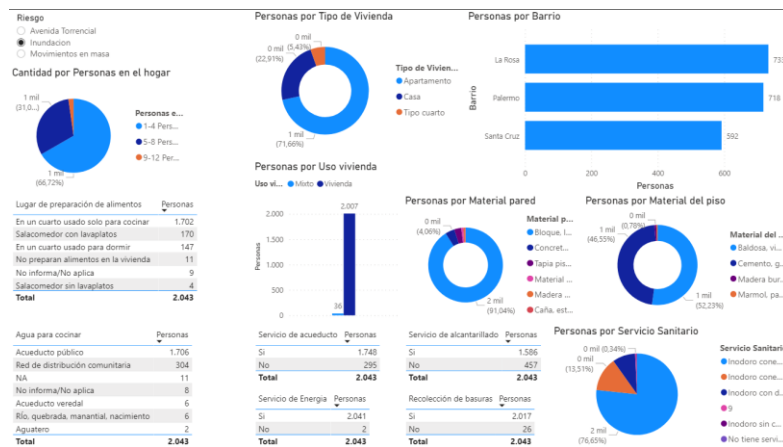 Riesgo
Avenida Torrencial
Inundacion
Movimientos en masa
Cantidad por Personas en el hogar
1 mil
(31,0...)
1 mil
(66,72%)
Personas e...
1-4 Pers...
5-8 Perso...
9-12 Per...
Personas por Tipo de Vivienda
0 mil
(5,43%)
0 mil
(22,91%)
1 mil
(71,66%)
Tipo de Vivien...
Apartamento
Casa
Tipo cuarto
Personas por Barrio
Barrio
La Rosa
733
Palermo
718
Santa Cruz
592
0
200
400
600
Personas
Lugar de preparación de alimentos Personas
En un cuarto usado solo para cocinar 1.702
Salacomedor con lavaplatos 170
En un cuarto usado para dormir 147
No preparan alimentos en la vivienda 11
No informa/No aplica 9
Salacomedor sin lavaplatos 4
Total 2.043
Personas por Uso vivienda
Uso vi... Mixto Vivienda
Personas
2.000
1.500
1.000
500
0
36
2.007
Personas por Material pared
0 mil
(4,06%)
2 mil
(91,04%)
Material p...
Bloque, l...
Concret...
Tapia pis...
Material ...
Madera ...
Caña, est...
Personas por Material del piso
0 mil
(0,78%)
1 mil
(46,55%)
1 mil
(52,23%)
Material del ...
Baldosa, vi...
Cemento, g...
Madera bur...
Marmol, pa...
Agua para cocinar Personas
Acueducto público 1.706
Red de distribución comunitaria 304
NA 11
No informa/No aplica 8
Acueducto veredal 6
Río, quebrada, manantial, nacimiento 6
Aguatero 2
Total 2.043
Servicio de acueducto Personas
Si 1.748
No 295
Total 2.043
Servicio de Energia Personas
Si 2.041
No 2
Total 2.043
Servicio de alcantarillado Personas
Si 1.586
No 457
Total 2.043
Recolección de basuras Personas
Si 2.017
No 26
Total 2.043
Personas por Servicio Sanitario
0 mil (0,34%)
0 mil
(13,51%)
2 mil
(76,65%)
Servicio Sanitario
Inodoro cone...
Inodoro cone...
Inodoro con d...
9
Inodoro sin c...
No tiene servi...